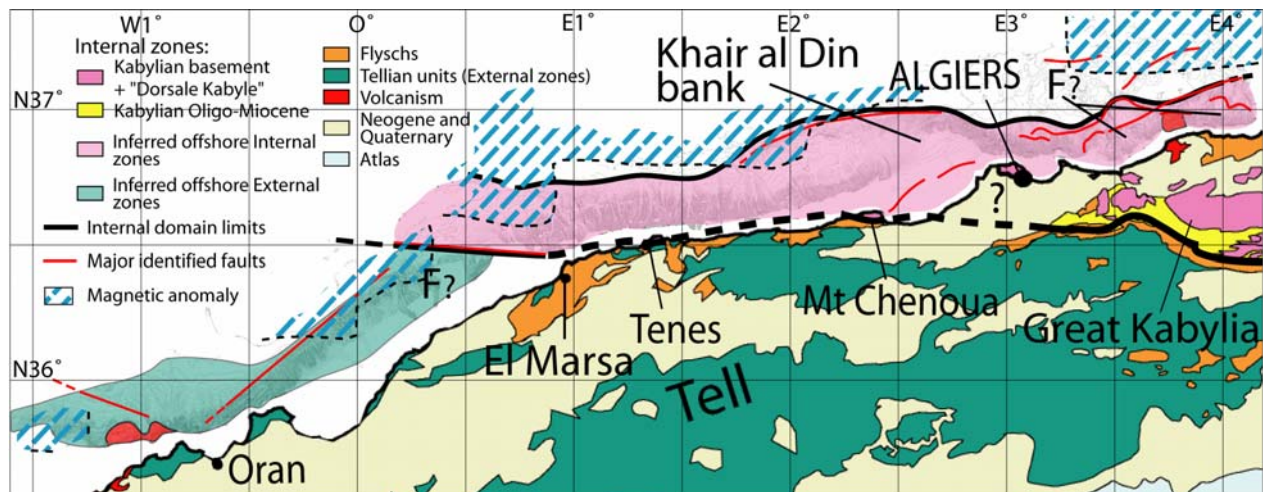 W1° O° E1° E2° E3° E4°
Internal zones:
Kabylian basement
+ "Dorsale Kabyle"
Kabylian Oligo-Miocene
Inferred offshore Internal
zones
Inferred offshore External
zones
Internal domain limits
Major identified faults
Magnetic anomaly
Flyschs
Tellian units (External zones)
Volcanism
Neogene and
Quaternary
Atlas
Khair al Din
bank
ALGIERS
F?
N37°
?
F?
Mt Chenoua
Great Kabylia
Tenes
El Marsa
N36°
Tell
Oran